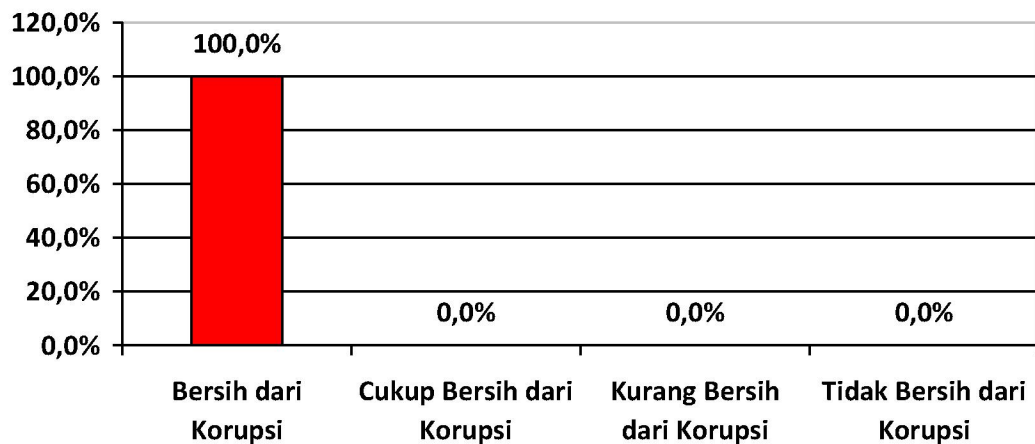 120,0%
100,0%
80,0%
60,0%
40,0%
20,0%
0,0%
100,0%
0,0%
0,0%
0,0%
Bersih dari
Korupsi
Cukup Bersih dari
Korupsi
Kurang Bersih
dari Korupsi
Tidak Bersih dari
Korupsi